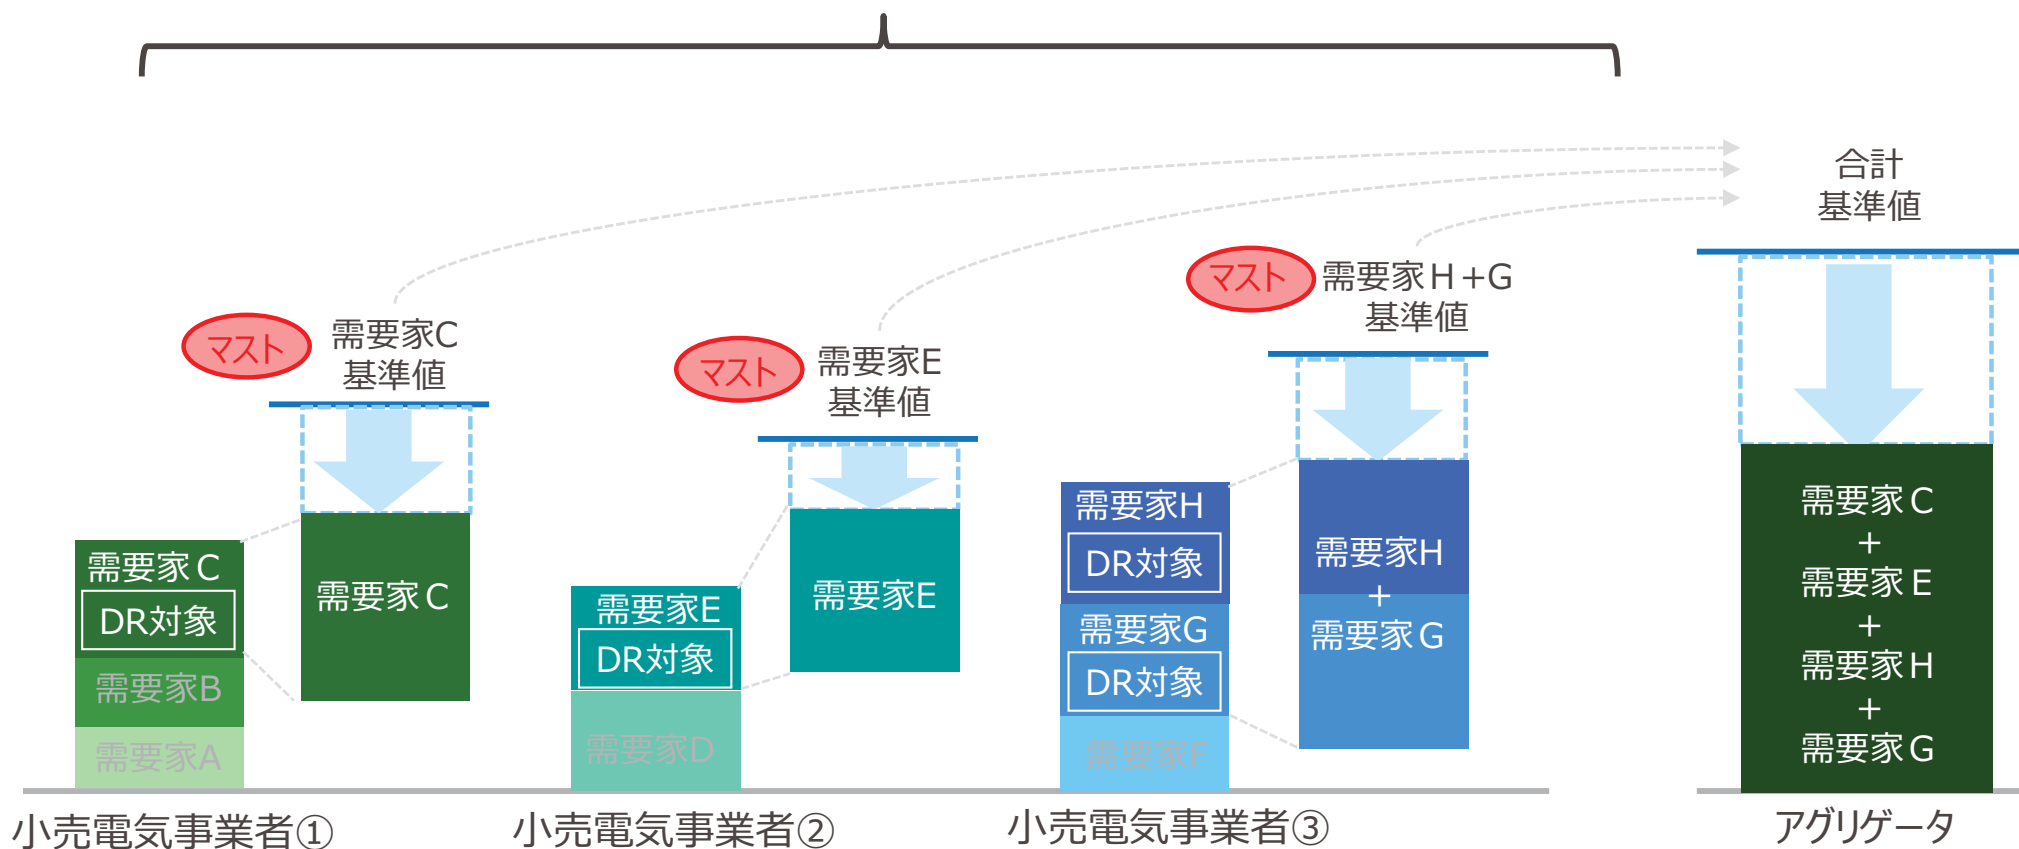 マスト
需要家C
基準値
需要家C
需要家C
DR対象
需要家B
需要家A
小売電気事業者①
マスト
需要家E
基準値
需要家E
需要家E
DR対象
需要家D
小売電気事業者②
マスト
需要家H+G
基準値
需要家H
+
需要家G
需要家H
DR対象
需要家G
DR対象
需要家F
小売電気事業者③
合計
基準値
需要家C
+
需要家E
+
需要家H
+
需要家G
アグリゲータ